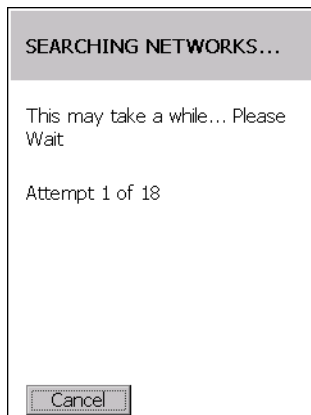 SEARCHING NETWORKS...
This may take a while... Please
Wait
Attempt 1 of 18
Cancel